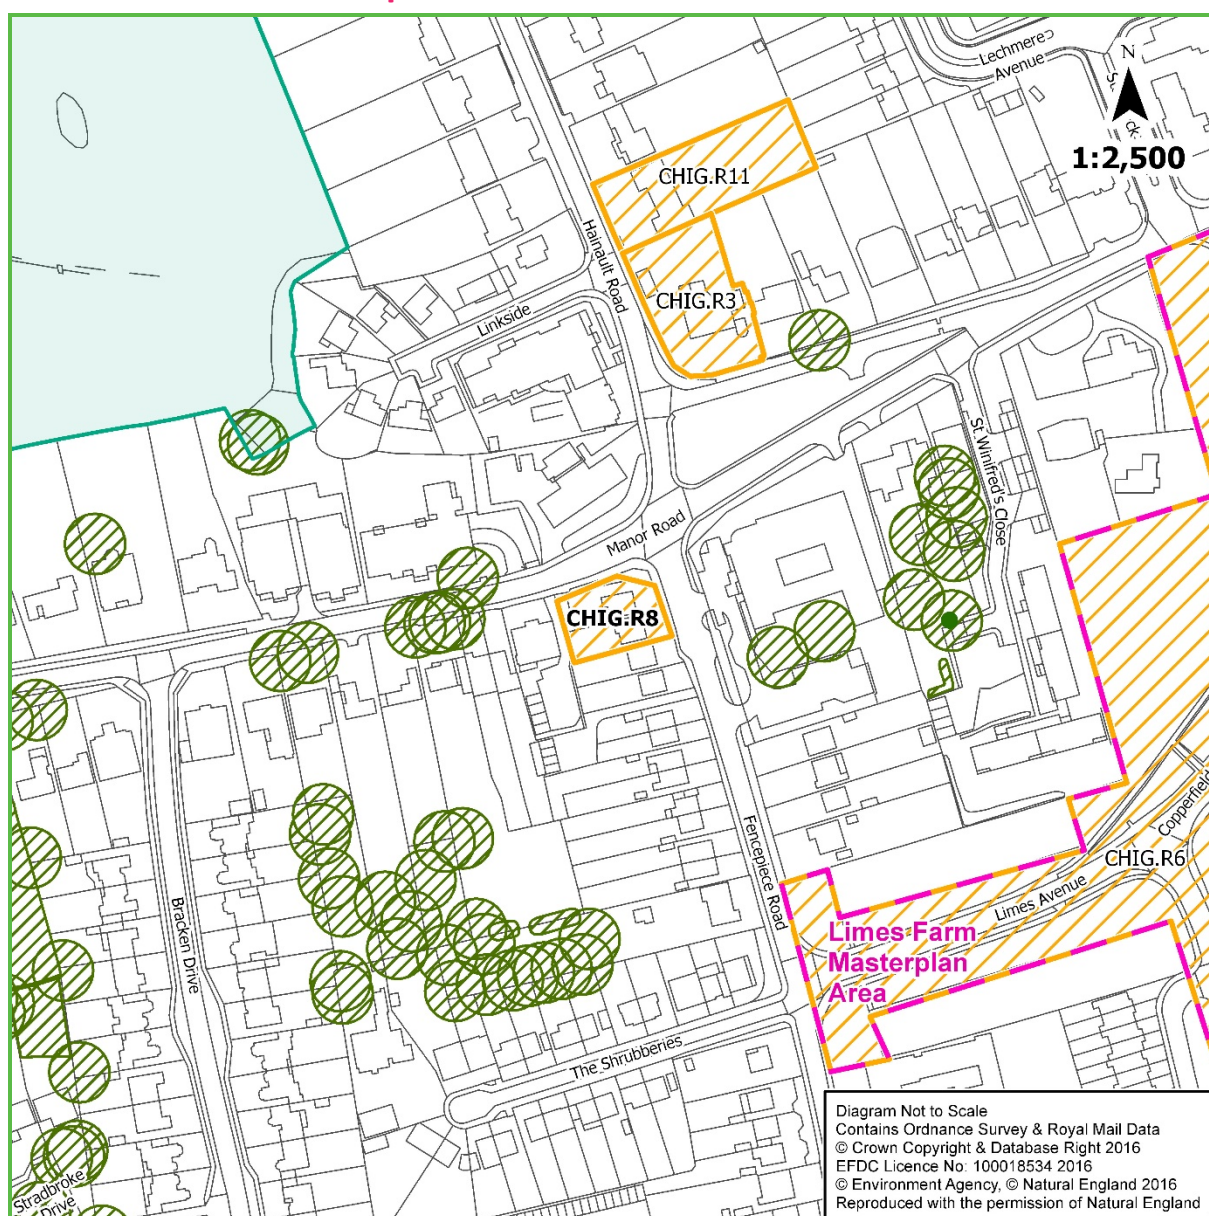 Lechmere
Avenue
N
1:2,500
CHIG.R11
Hainault Road
CHIG.R3
Linkside
St Winifred's Close
Manor Road
CHIG.R8
Copperfield
CHIG.R6
Fencepiece Road
Limes Avenue
Bracken Drive
Limes Farm
Masterplan
Area
The Shrubberies
Stradbroke
Drive
Diagram Not to Scale
Contains Ordnance Survey & Royal Mail Data
© Crown Copyright & Database Right 2016
EFDC Licence No: 100018534 2016
© Environment Agency, © Natural England 2016
Reproduced with the permission of Natural England